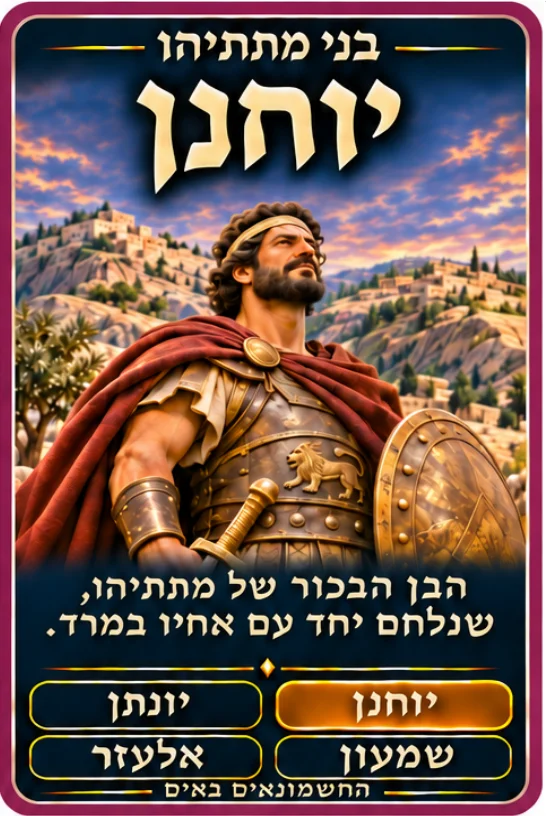 בני מתתיהו
יוחנן
הבן הבכור של מתתיהו,
שנלחם יחד עם אחיו במרד.
יוחנן יונתן
שמעון אלעזר
החשמונאים באים